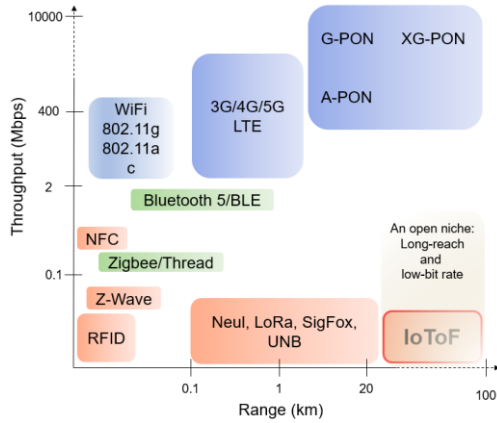 10000
G-PON XG-PON
A-PON
3G/4G/5G
LTE
WiFi
802.11g
802.11a
c
400
Throughput (Mbps)
2
Bluetooth 5/BLE
NFC
An open niche:
Long-reach
and
low-bit rate
Zigbee/Thread
0.1
Z-Wave
RFID
Neul, LoRa, SigFox,
UNB
IoToF
0.1 1 20 100
Range (km)